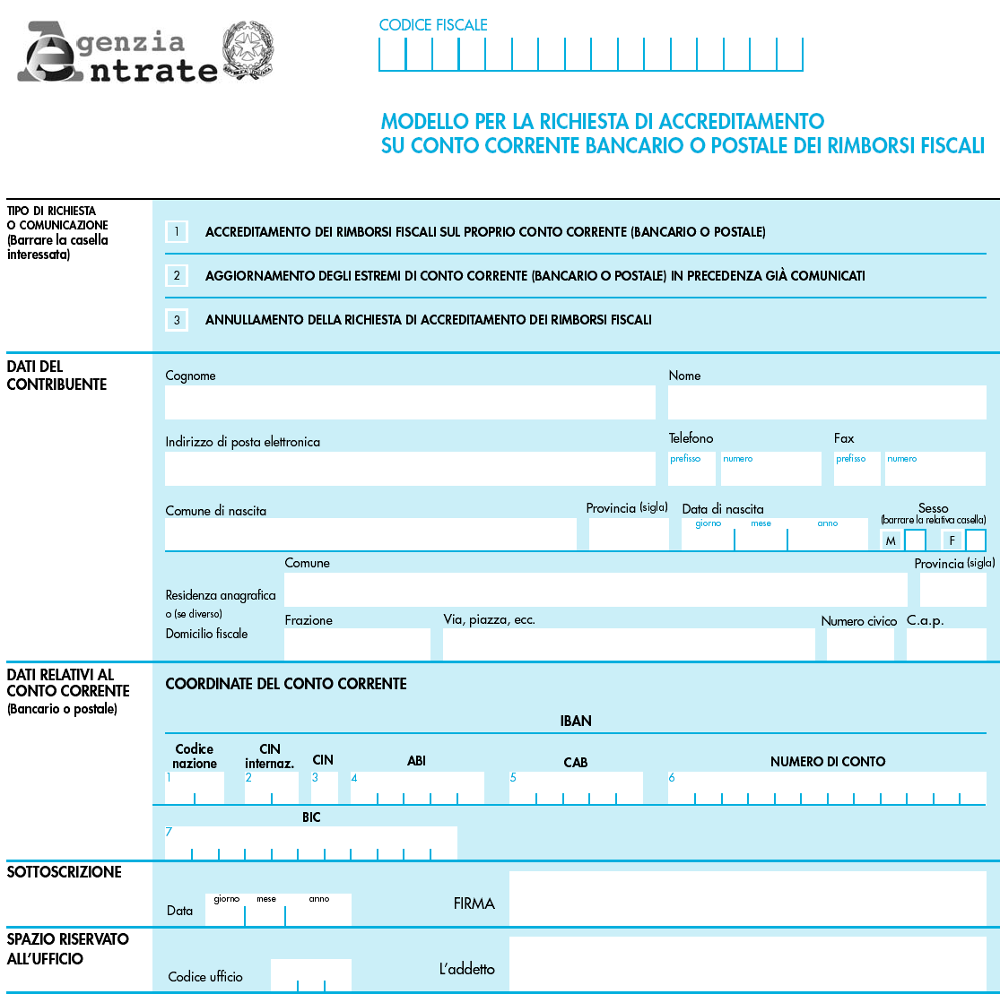 Agenzia
Entrate
REPVBBLICA ITALIANA
CODICE FISCALE
MODELLO PER LA RICHIESTA DI ACCREDITAMENTO
SU CONTO CORRENTE BANCARIO O POSTALE DEI RIMBORSI FISCALI
TIPO DI RICHIESTA
O COMUNICAZIONE
(Barrare la casella
interessata)
1 ACCREDITAMENTO DEI RIMBORSI FISCALI SUL PROPRIO CONTO CORRENTE (BANCARIO O POSTALE)
2 AGGIORNAMENTO DEGLI ESTREMI DI CONTO CORRENTE (BANCARIO O POSTALE) IN PRECEDENZA GIÀ COMUNICATI
3 ANNULLAMENTO DELLA RICHIESTA DI ACCREDITAMENTO DEI RIMBORSI FISCALI
DATI DEL
CONTRIBUENTE
Cognome Nome
Indirizzo di posta elettronica Telefono Fax
prefisso numero prefisso numero
Comune di nascita Provincia (sigla) Data di nascita Sesso
giorno mese anno (barrare la relativa casella)
M F
Comune Provincia (sigla)
Residenza anagrafica
o (se diverso)
Domicilio fiscale
Frazione Via, piazza, ecc. Numero civico C.a.p.
DATI RELATIVI AL
CONTO CORRENTE
(Bancario o postale)
COORDINATE DEL CONTO CORRENTE
IBAN
Codice
nazione
CIN
internaz.
CIN ABI CAB NUMERO DI CONTO
1 2 3 4 5 6
BIC
7
SOTTOSCRIZIONE
giorno mese anno
Data FIRMA
SPAZIO RISERVATO
ALL'UFFICIO
Codice ufficio L'addetto